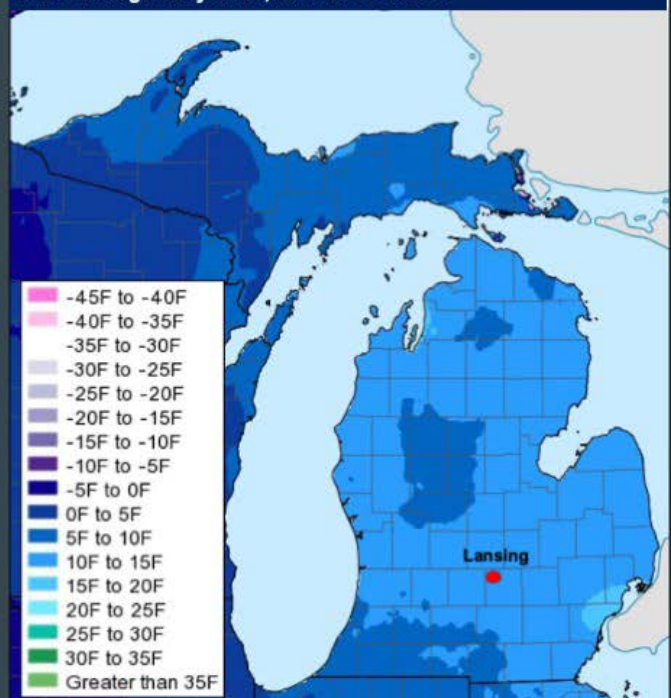 -45F to -40F
-40F to -35F
-35F to -30F
-30F to -25F
-25F to -20F
-20F to -15F
-15F to -10F
-10F to -5F
-5F to 0F
0F to 5F
5F to 10F
10F to 15F
15F to 20F
20F to 25F
25F to 30F
30F to 35F
Greater than 35F
Lansing